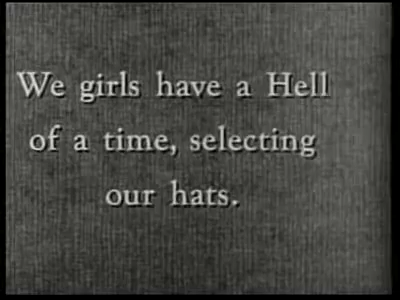 We girls have a Hell
of a time, selecting
our hats.